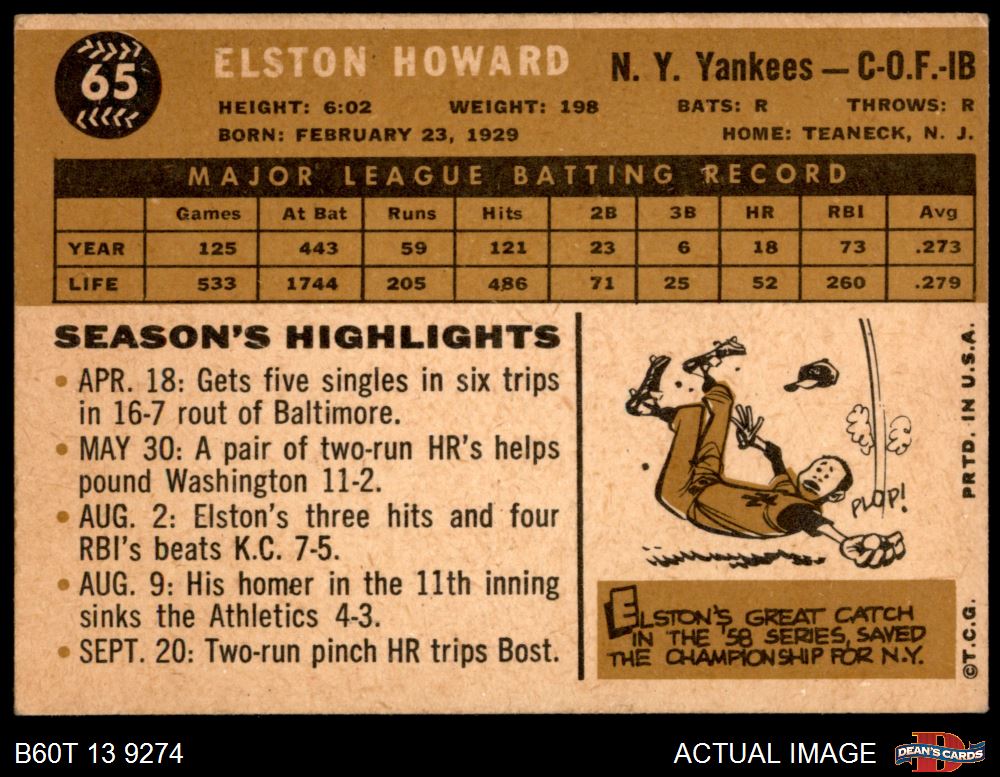 65
ELSTON HOWARD N. Y. Yankees — C-O.F.-1B
HEIGHT: 6:02 WEIGHT: 198 BATS: R THROWS: R
BORN: FEBRUARY 23, 1929 HOME: TEANECK, N. J.
MAJOR LEAGUE BATTING RECORD
Games At Bat Runs Hits 2B 3B HR RBI Avg
YEAR 125 443 59 121 23 6 18 73 .273
LIFE 533 1744 205 486 71 25 52 260 .279
SEASON'S HIGHLIGHTS
• APR. 18: Gets five singles in six trips
in 16-7 rout of Baltimore.
• MAY 30: A pair of two-run HR's helps
pound Washington 11-2.
• AUG. 2: Elston's three hits and four
RBI's beats K.C. 7-5.
• AUG. 9: His homer in the 11th inning
sinks the Athletics 4-3.
• SEPT. 20: Two-run pinch HR trips Bost.
PLOP!
ELSTON'S GREAT CATCH
IN THE '58 SERIES, SAVED
THE CHAMPIONSHIP FOR N.Y.
©T.C.G. PRTD. IN U.S.A.
B60T 13 9274 ACTUAL IMAGE DEAN'S CARDS